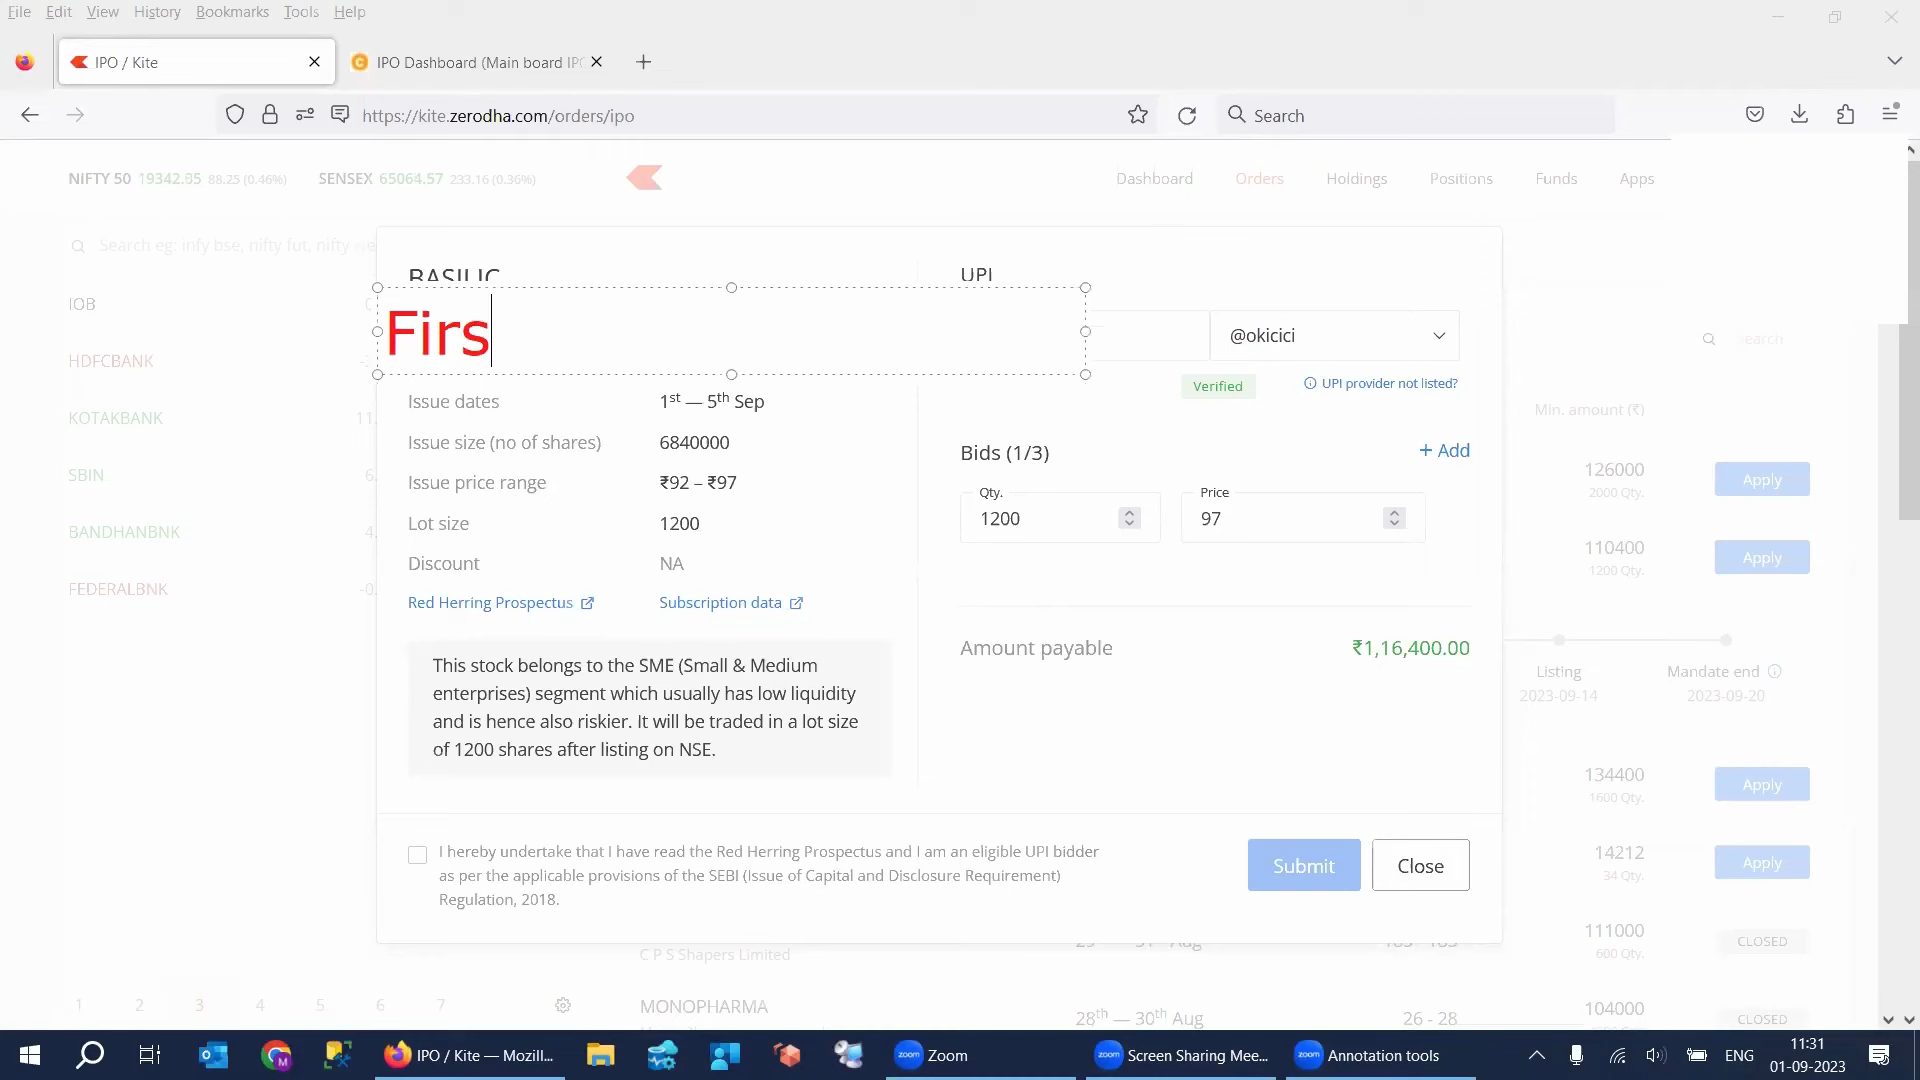 File Edit View History Bookmarks Tools Help
IPO / Kite
IPO Dashboard (Main board IPO
https://kite.zerodha.com/orders/ipo
Search
NIFTY 50 19342.05 88.25 (0.46%) SENSEX 65064.57 233.16 (0.36%)
Dashboard Orders Holdings Positions Funds Apps
Search eg: infy bse, nifty fut, nifty we
IOB
HDFCBANK
KOTAKBANK 11.
SBIN 6.
BANDHANBNK 4.
FEDERALBNK -0.
1 2 3 4 5 6 7
BASILIC
Firs
Issue dates 1st — 5th Sep
Issue size (no of shares) 6840000
Issue price range ₹92 – ₹97
Lot size 1200
Discount NA
Red Herring Prospectus Subscription data
This stock belongs to the SME (Small & Medium
enterprises) segment which usually has low liquidity
and is hence also riskier. It will be traded in a lot size
of 1200 shares after listing on NSE.
UPI
@okicici
Verified UPI provider not listed?
Bids (1/3) + Add
Qty. Price
1200 97
Amount payable ₹1,16,400.00
I hereby undertake that I have read the Red Herring Prospectus and I am an eligible UPI bidder
as per the applicable provisions of the SEBI (Issue of Capital and Disclosure Requirement)
Regulation, 2018.
Submit Close
Min. amount (₹)
126000
2000 Qty.
Apply
110400
1200 Qty.
Apply
Listing Mandate end
2023-09-14 2023-09-20
134400
1600 Qty.
Apply
14212
34 Qty.
Apply
111000
600 Qty.
CLOSED
C P S Shapers Limited
MONOPHARMA 28th — 30th Aug 26 - 28
104000
CLOSED
IPO / Kite — Mozill...
Zoom
Screen Sharing Mee...
Annotation tools
ENG
11:31
01-09-2023